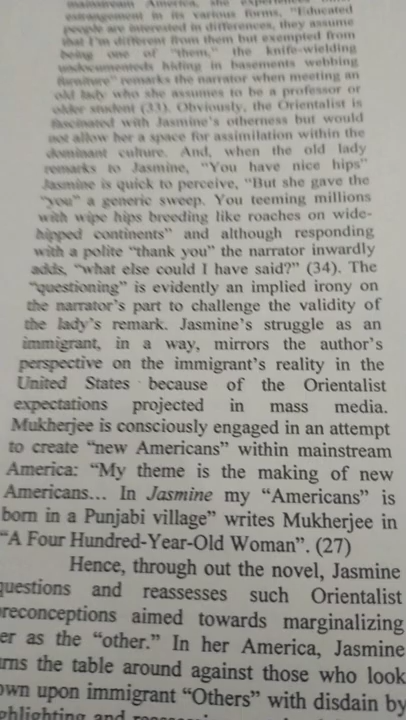 mainstream America, she experiences
estrangement in its various forms, "Educated
people are interested in differences, they assume
that I'm different from them but exempted from
being one of "them," the knife-wielding
undocumenteds hiding in basements webbing
furniture" remarks the narrator when meeting an
old lady who she assumes to be a professor or
older student (33). Obviously, the Orientalist is
fascinated with Jasmine's otherness but would
not allow her a space for assimilation within the
dominant culture. And, when the old lady
remarks to Jasmine, "You have nice hips"
Jasmine is quick to perceive, "But she gave the
"you" a generic sweep. You teeming millions
with wipe hips breeding like roaches on wide-
hipped continents" and although responding
with a polite "thank you" the narrator inwardly
adds, "what else could I have said?" (34). The
"questioning" is evidently an implied irony on
the narrator's part to challenge the validity of
the lady's remark. Jasmine's struggle as an
immigrant, in a way, mirrors the author's
perspective on the immigrant's reality in the
United States because of the Orientalist
expectations projected in mass media.
Mukherjee is consciously engaged in an attempt
to create "new Americans" within mainstream
America: "My theme is the making of new
Americans... In Jasmine my "Americans" is
born in a Punjabi village" writes Mukherjee in
"A Four Hundred-Year-Old Woman". (27)
Hence, through out the novel, Jasmine
questions and reassesses such Orientalist
preconceptions aimed towards marginalizing
er as the "other." In her America, Jasmine
urns the table around against those who look
own upon immigrant "Others" with disdain by